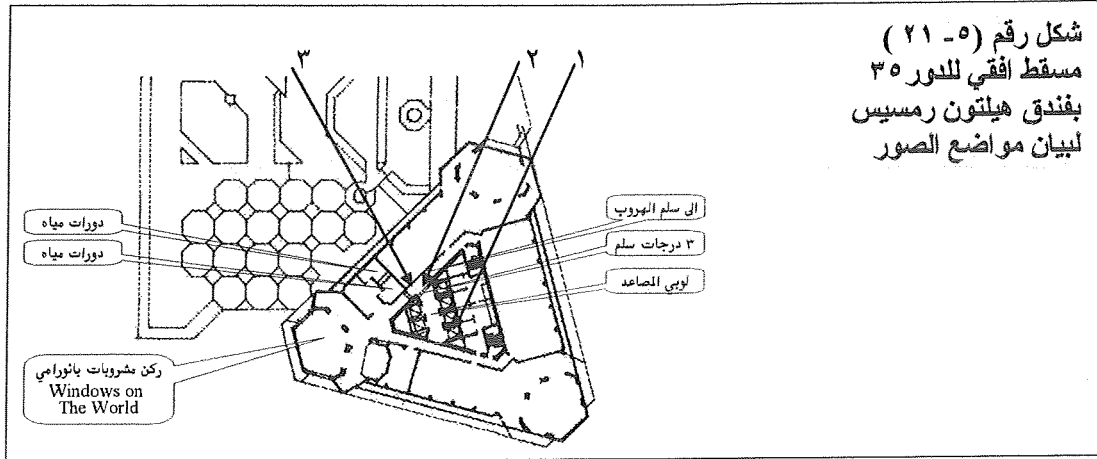 شكل رقم (٥ - ٢١ )
مسقط افقي للدور ٣٥
بفندق هيلتون رمسيس
لبيان مواضع الصور
٣
٢
١
الى سلم الهروب
٣ درجات سلم
لوبي المصاعد
دورات مياه
دورات مياه
ركن مشروبات بانورامي
Windows on
The World